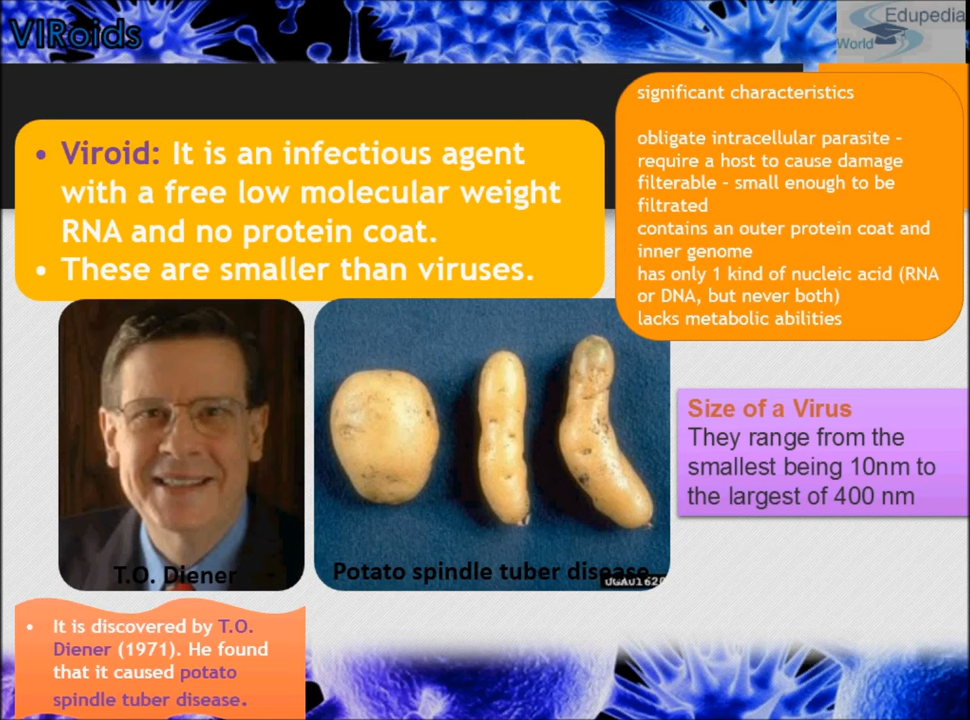 VIRoids
Edupedia
World
• Viroid: It is an infectious agent
with a free low molecular weight
RNA and no protein coat.
• These are smaller than viruses.
significant characteristics
obligate intracellular parasite -
require a host to cause damage
filterable - small enough to be
filtrated
contains an outer protein coat and
inner genome
has only 1 kind of nucleic acid (RNA
or DNA, but never both)
lacks metabolic abilities
Size of a Virus
They range from the
smallest being 10nm to
the largest of 400 nm
T.O. Diener
Potato spindle tuber disease
• It is discovered by T.O.
Diener (1971). He found
that it caused potato
spindle tuber disease.